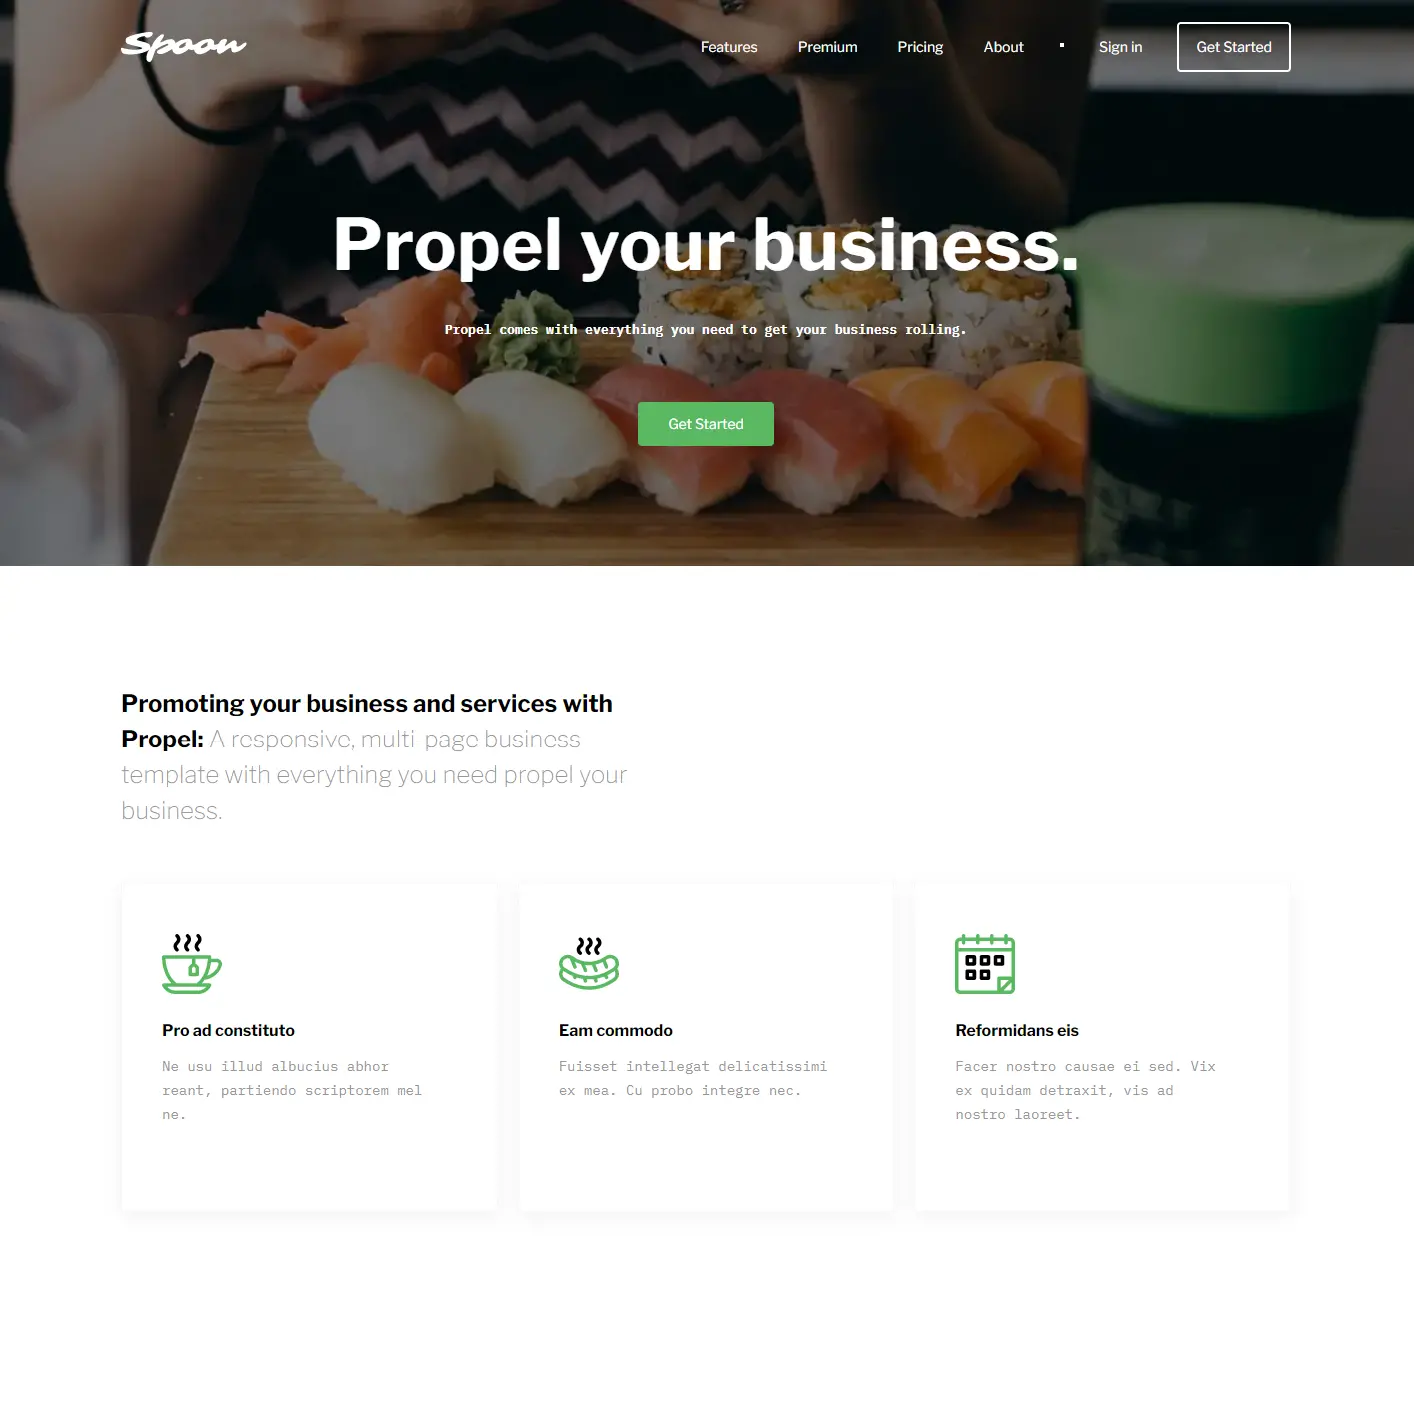 Spoon
Features Premium Pricing About Sign in Get Started
Propel your business.
Propel comes with everything you need to get your business rolling.
Get Started
Promoting your business and services with
Propel: A responsive, multi-page business
template with everything you need propel your
business.
Pro ad constituto
Ne usu illud albucius abhor
reant, partiendo scriptorem mel
ne.
Eam commodo
Fuisset intellegat delicatissimi
ex mea. Cu probo integre nec.
Reformidans eis
Facer nostro causae ei sed. Vix
ex quidam detraxit, vis ad
nostro laoreet.